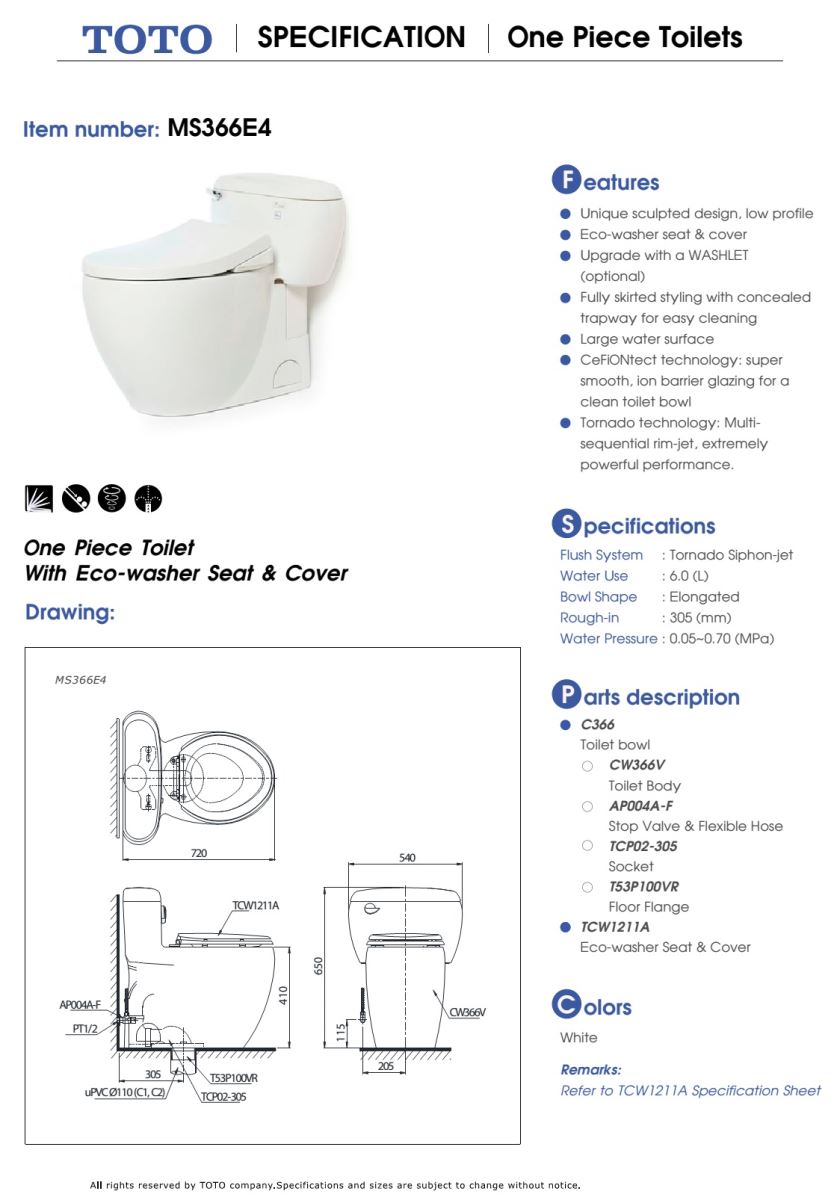 TOTO | SPECIFICATION | One Piece Toilets
Item number: MS366E4
Features
Unique sculpted design, low profile
Eco-washer seat & cover
Upgrade with a WASHLET
(optional)
Fully skirted styling with concealed
trapway for easy cleaning
Large water surface
CeFiONtect technology: super
smooth, ion barrier glazing for a
clean toilet bowl
Tornado technology: Multi-
sequential rim-jet, extremely
powerful performance.
One Piece Toilet
With Eco-washer Seat & Cover
Specifications
Flush System : Tornado Siphon-jet
Water Use : 6.0 (L)
Bowl Shape : Elongated
Rough-in : 305 (mm)
Water Pressure : 0.05~0.70 (MPa)
Drawing:
MS366E4
720
540
TCW1211A
650
410
AP004A-F
PT1/2
CW366V
115
305
205
T53P100VR
uPVC Ø110 (C1, C2)
TCP02-305
Parts description
C366
Toilet bowl
CW366V
Toilet Body
AP004A-F
Stop Valve & Flexible Hose
TCP02-305
Socket
T53P100VR
Floor Flange
TCW1211A
Eco-washer Seat & Cover
Colors
White
Remarks:
Refer to TCW1211A Specification Sheet
All rights reserved by TOTO company.Specifications and sizes are subject to change without notice.